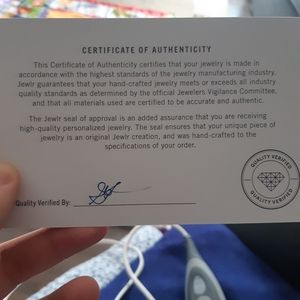 CERTIFICATE OF AUTHENTICITY
This Certificate of Authenticity certifies that your jewelry is made in
accordance with the highest standards of the jewelry manufacturing industry.
Jewlr guarantees that your hand-crafted jewelry meets or exceeds all industry
quality standards as determined by the official Jewelers Vigilance Committee,
and that all materials used are certified to be accurate and authentic.
The Jewlr seal of approval is an added assurance that you are receiving
high-quality personalized jewelry. The seal ensures that your unique piece of
jewelry is an original Jewlr creation, and was hand-crafted to the
specifications of your order.
Quality Verified By:
QUALITY VERIFIED
QUALITY VERIFIED